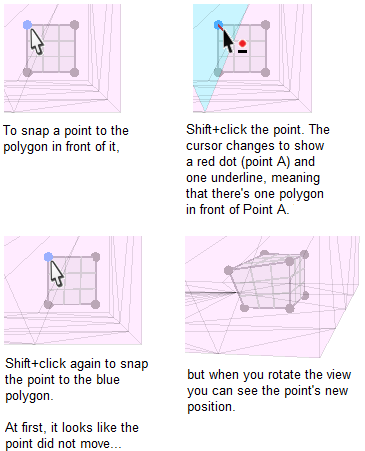 To snap a point to the
polygon in front of it,
Shift+click the point. The
cursor changes to show
a red dot (point A) and
one underline, meaning
that there's one polygon
in front of Point A.
Shift+click again to snap
the point to the blue
polygon.
At first, it looks like the
point did not move...
but when you rotate the view
you can see the point's new
position.